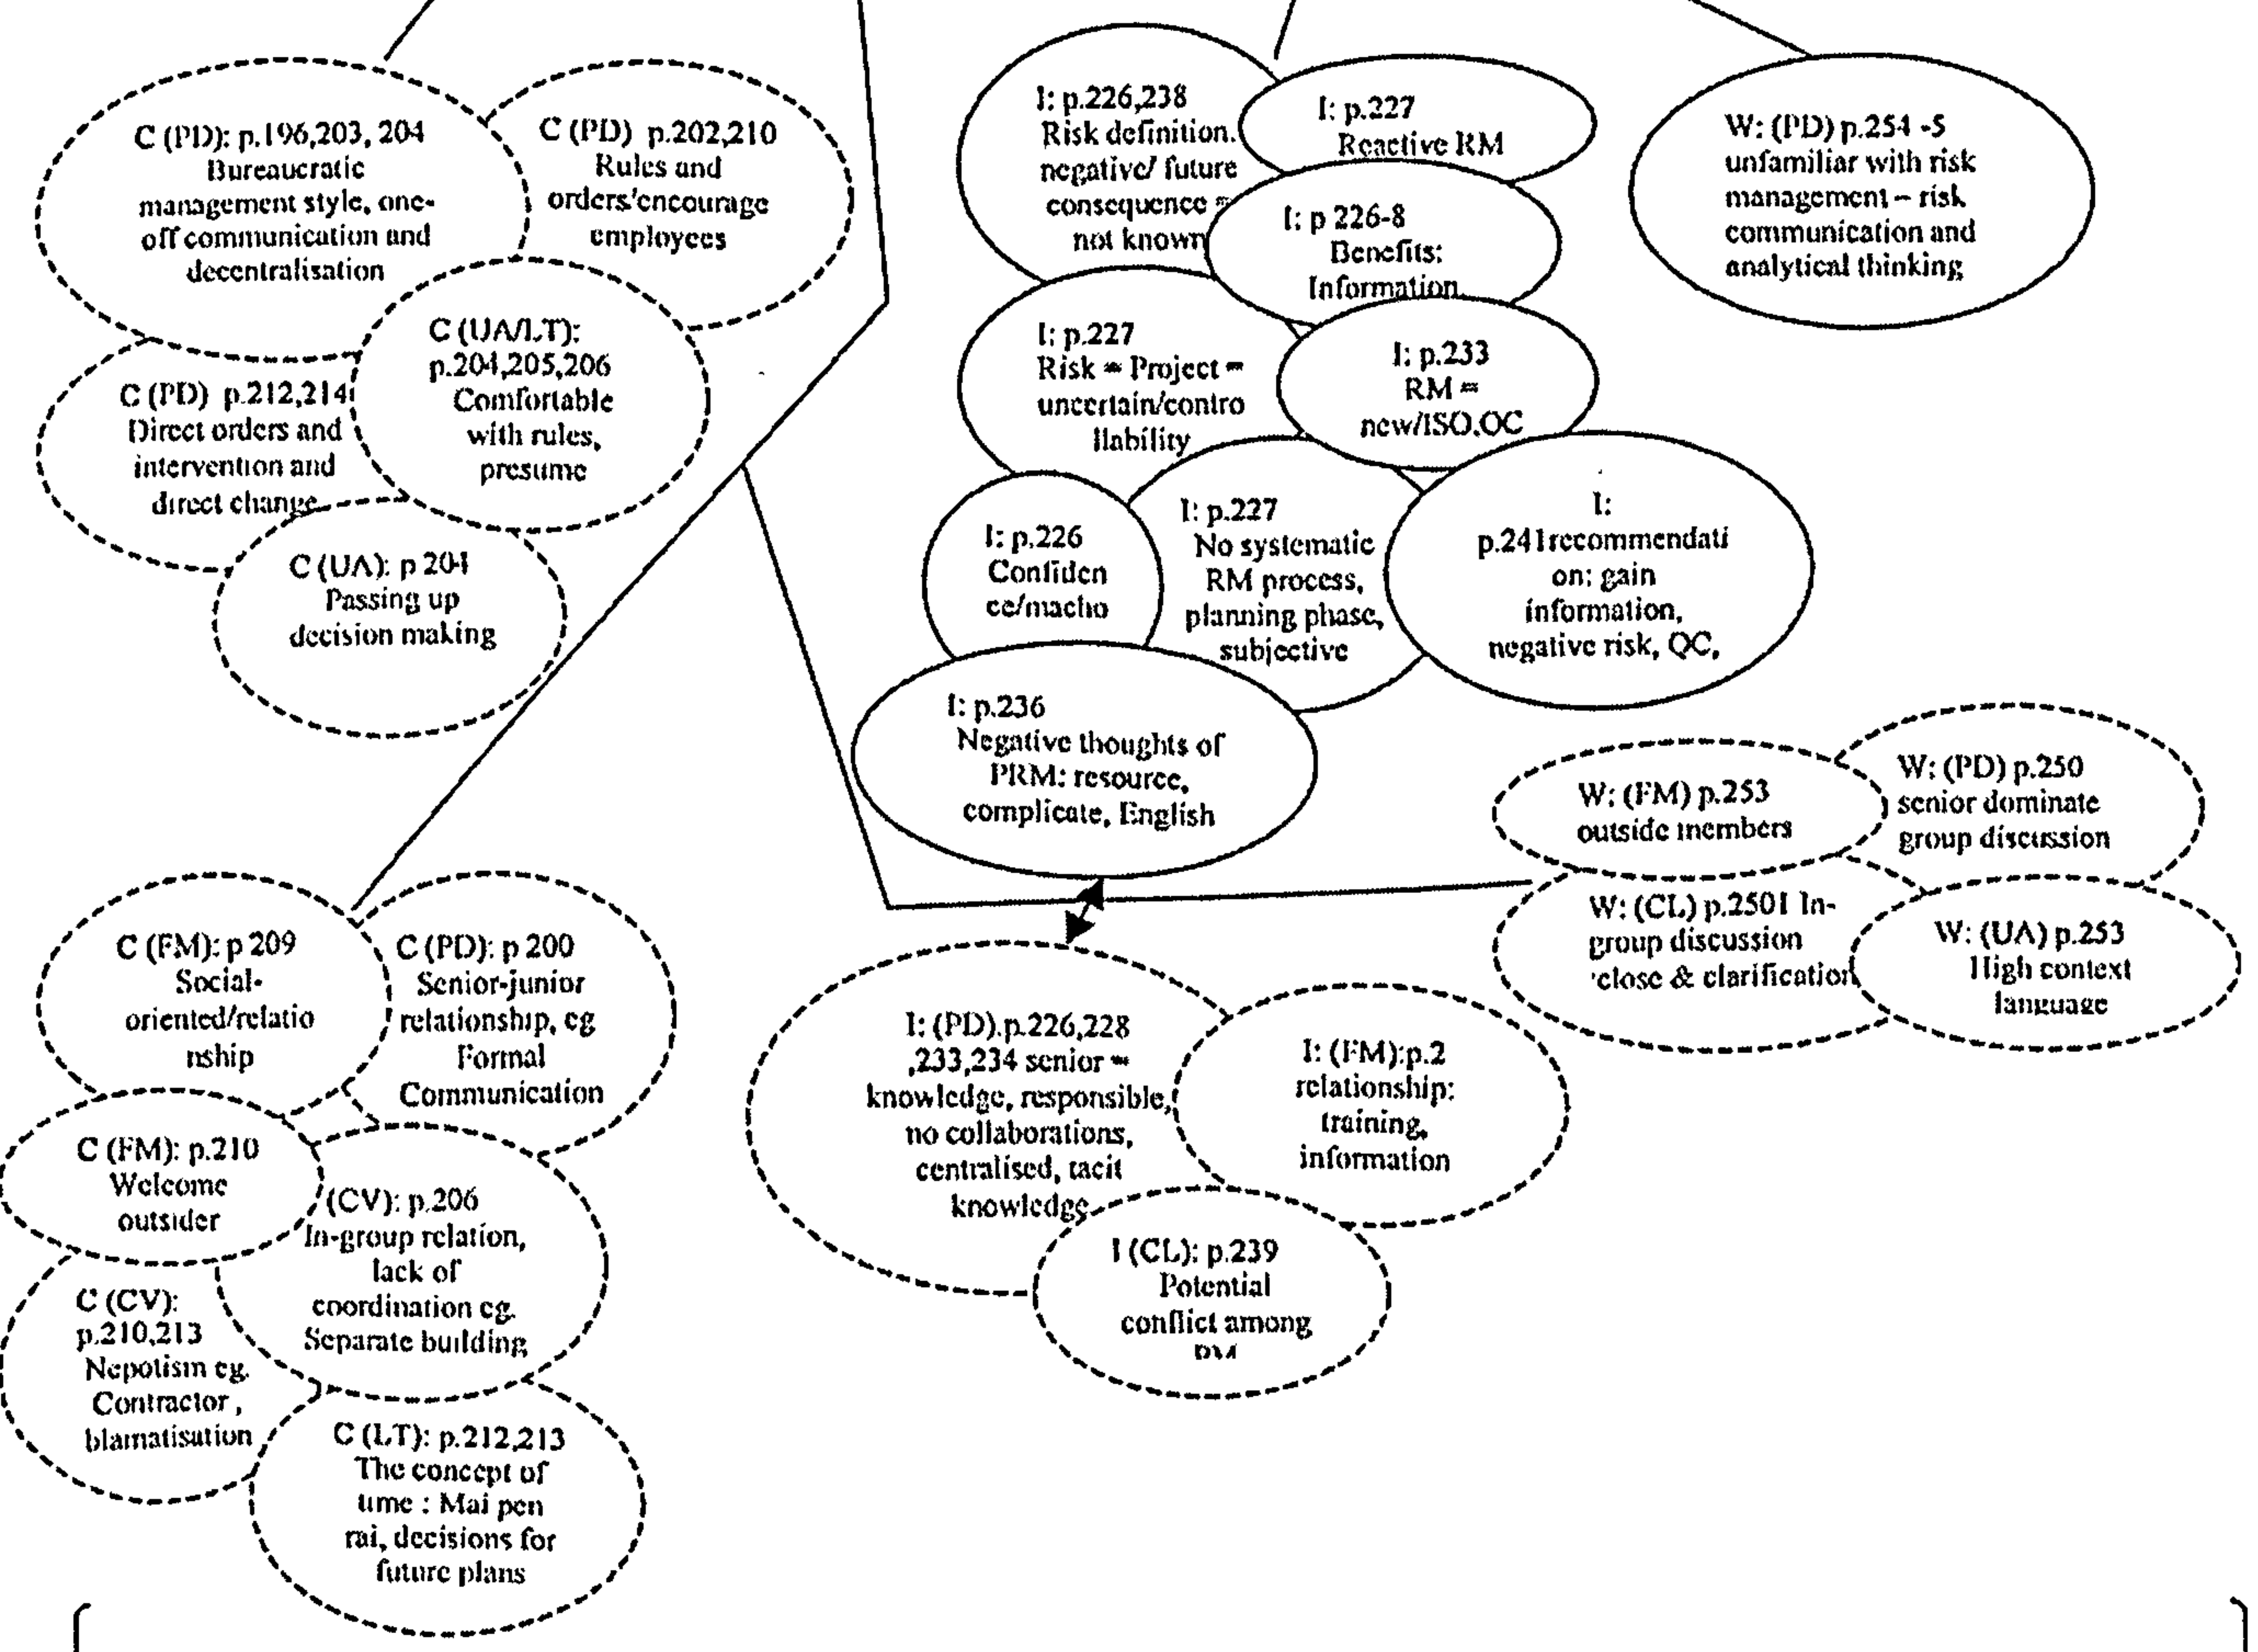 C (PD): p.196,203, 204
Bureaucratic
management style, one-
off communication and
decentralisation
C (PD) p.202,210
Rules and
orders/encourage
employees
C (UA/LT):
p.204,205,206
Comfortable
with rules,
presume
C (PD) p.212,214
Direct orders and
intervention and
direct change
C (UA): p 204
Passing up
decision making
I: p.226,238
Risk definition.
negative/ future
consequence =
not known
I: p.227
Reactive RM
I: p 226-8
Benefits:
Information
I: p.227
Risk = Project =
uncertain/contro
llability
I: p.233
RM =
new/ISO,QC
I: p.226
Confiden
ce/macho
I: p.227
No systematic
RM process,
planning phase,
subjective
I:
p.241recommendati
on: gain
information,
negative risk, QC,
I: p.236
Negative thoughts of
PRM: resource,
complicate, English
W: (PD) p.254 -5
unfamiliar with risk
management – risk
communication and
analytical thinking
W: (FM) p.253
outside members
W: (PD) p.250
senior dominate
group discussion
W: (CL) p.2501 In-
group discussion
close & clarification
W: (UA) p.253
High context
language
C (FM): p 209
Social-
oriented/relatio
nship
C (PD): p 200
Senior-junior
relationship, eg
Formal
Communication
C (FM): p.210
Welcome
outsider
(CV): p.206
In-group relation,
lack of
coordination eg.
Separate building
C (CV):
p.210,213
Nepotism eg.
Contractor ,
blamatisation
C (LT): p.212,213
The concept of
time : Mai pen
rai, decisions for
future plans
I: (PD).p.226,228
,233,234 senior =
knowledge, responsible,
no collaborations,
centralised, tacit
knowledge
I: (FM):p.2
relationship:
training,
information
I (CL): p.239
Potential
conflict among